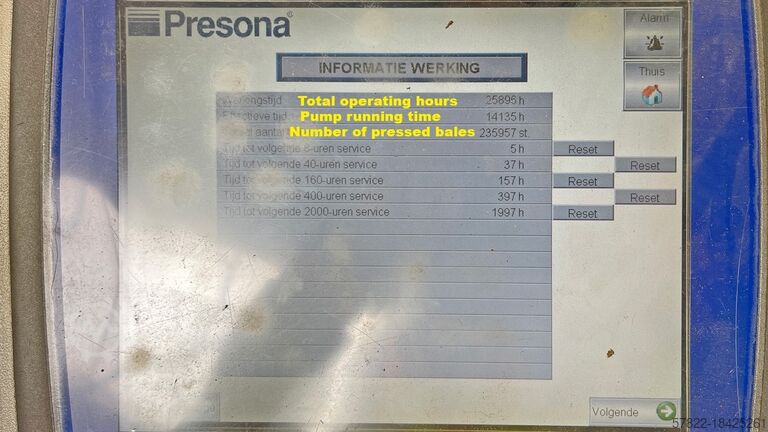 Presona
Alarm
INFORMATIE WERKING
Thuis
Total operating hours 25895 h
Effectieve tijd Pump running time 14135 h
aantal Number of pressed bales 235957 st.
Tijd tot volgende 8-uren service 5 h Reset
Tijd tot volgende 40-uren service 37 h Reset
Tijd tot volgende 160-uren service 157 h Reset
Tijd tot volgende 400-uren service 397 h Reset
Tijd tot volgende 2000-uren service 1997 h Reset
Volgende
57822-18425261